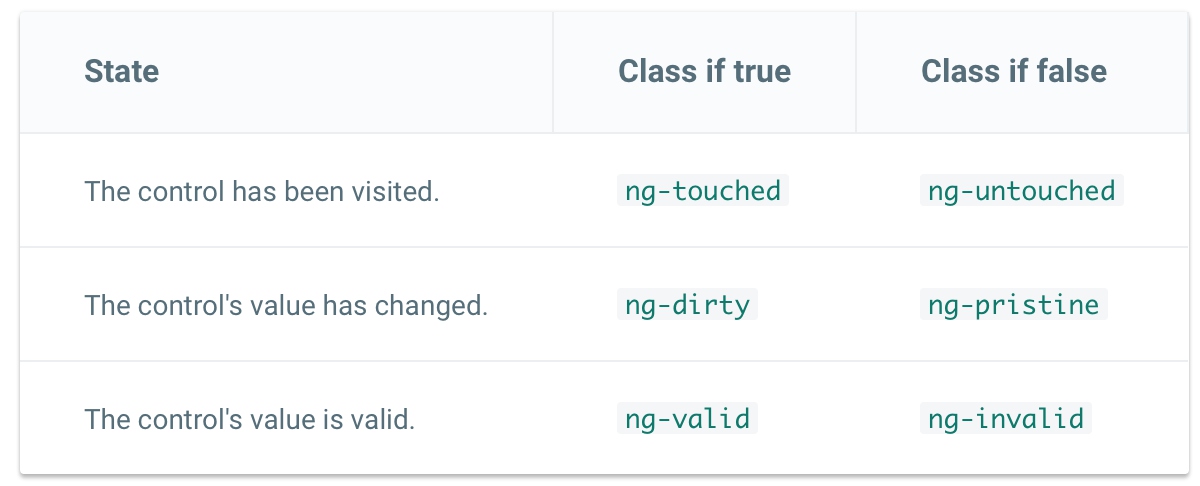 State Class if true Class if false
The control has been visited. ng-touched ng-untouched
The control's value has changed. ng-dirty ng-pristine
The control's value is valid. ng-valid ng-invalid